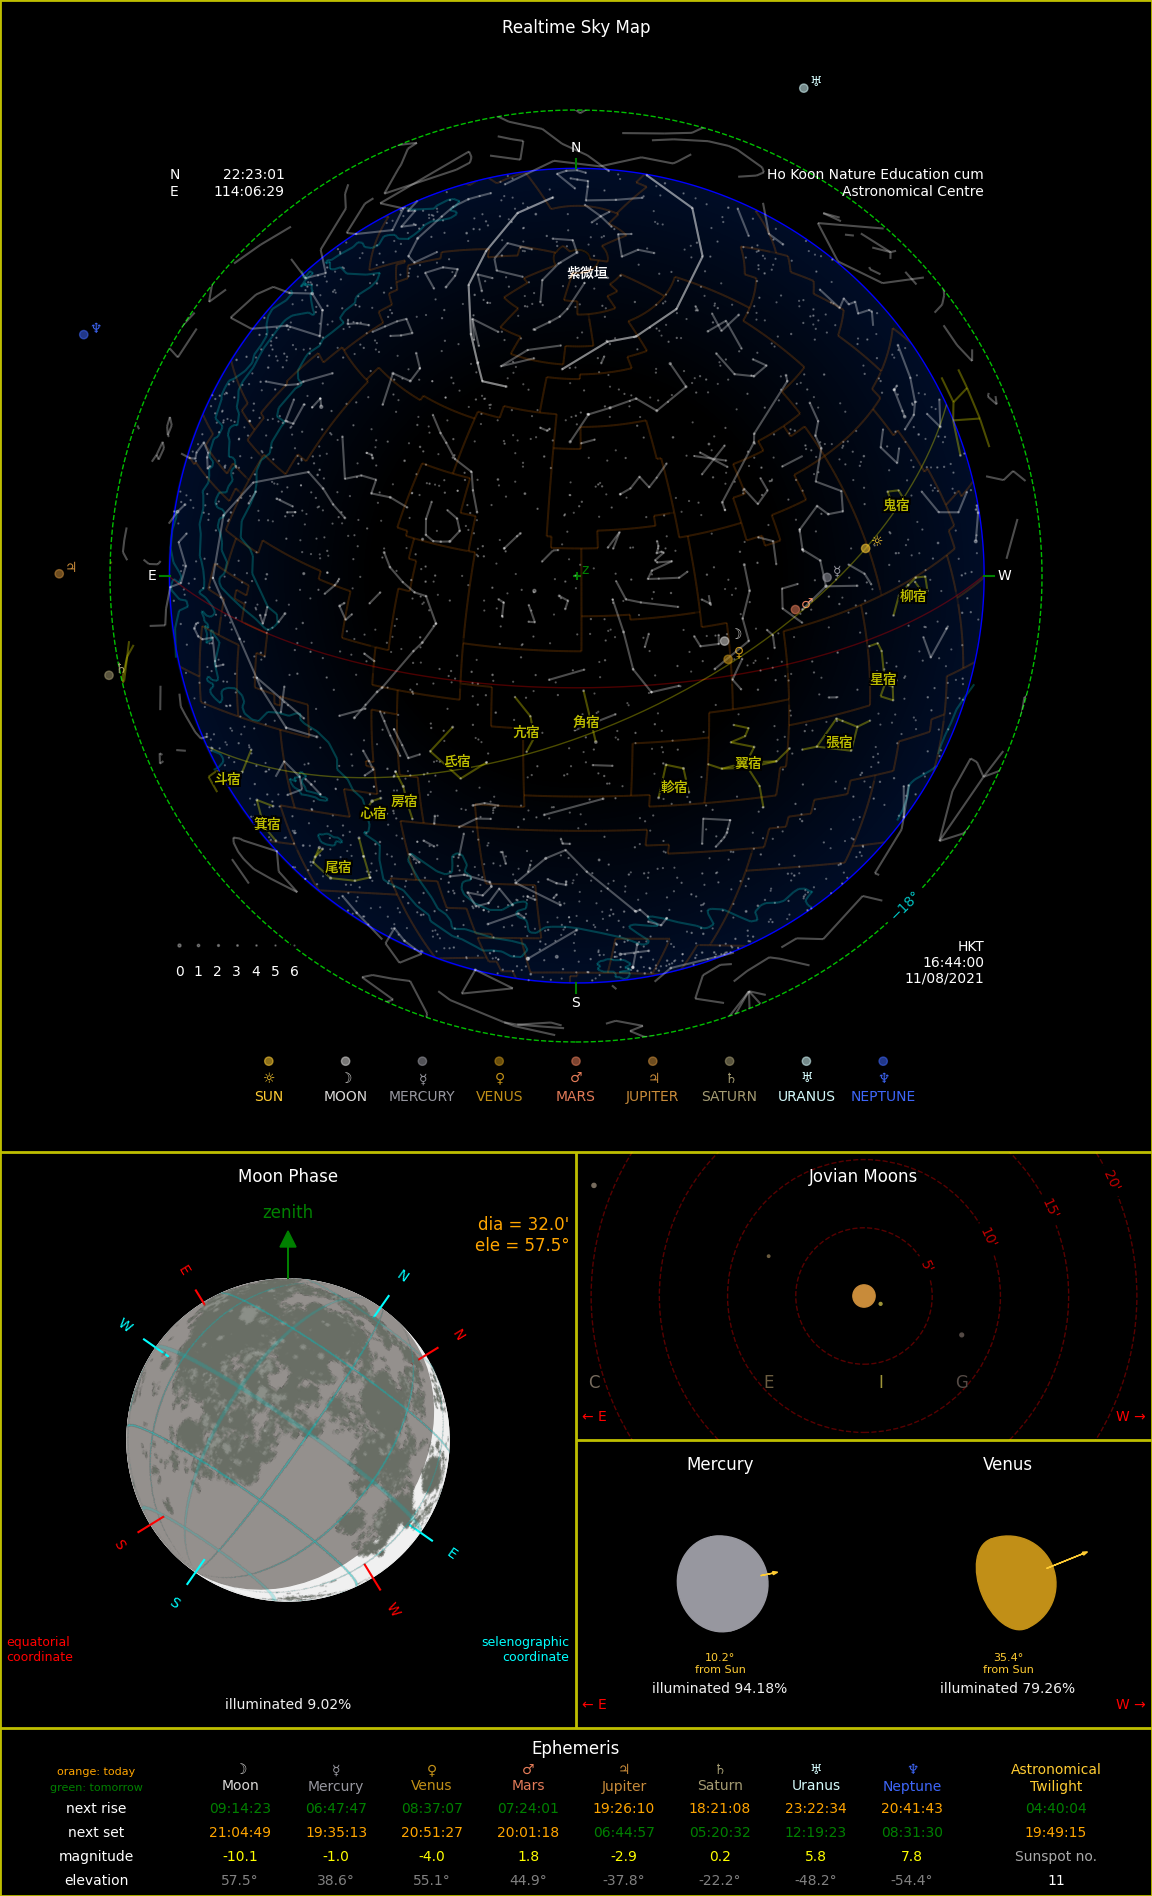 Realtime Sky Map
♅
N
N 22:23:01
E 114:06:29
Ho Koon Nature Education cum
Astronomical Centre
紫微垣
♆
鬼宿
☼
♃
E
Z
☿
W
柳宿
♂
☽
♀
♄
星宿
角宿
亢宿
張宿
氐宿
翼宿
斗宿
軫宿
房宿
心宿
箕宿
尾宿
−18°
HKT
16:44:00
11/08/2021
0 1 2 3 4 5 6
S
☼ ☽ ☿ ♀ ♂ ♃ ♄ ♅ ♆
SUN MOON MERCURY VENUS MARS JUPITER SATURN URANUS NEPTUNE
Moon Phase
zenith
dia = 32.0'
ele = 57.5°
E
N
W
N
S
E
S
W
equatorial
coordinate
selenographic
coordinate
illuminated 9.02%
Jovian Moons
5'
10'
15'
20'
C E I G
← E W →
Mercury Venus
10.2°
from Sun
35.4°
from Sun
illuminated 94.18% illuminated 79.26%
← E W →
Ephemeris
orange: today
green: tomorrow
☽ ☿ ♀ ♂ ♃ ♄ ♅ ♆ Astronomical
Moon Mercury Venus Mars Jupiter Saturn Uranus Neptune Twilight
next rise 09:14:23 06:47:47 08:37:07 07:24:01 19:26:10 18:21:08 23:22:34 20:41:43 04:40:04
next set 21:04:49 19:35:13 20:51:27 20:01:18 06:44:57 05:20:32 12:19:23 08:31:30 19:49:15
magnitude -10.1 -1.0 -4.0 1.8 -2.9 0.2 5.8 7.8 Sunspot no.
elevation 57.5° 38.6° 55.1° 44.9° -37.8° -22.2° -48.2° -54.4° 11